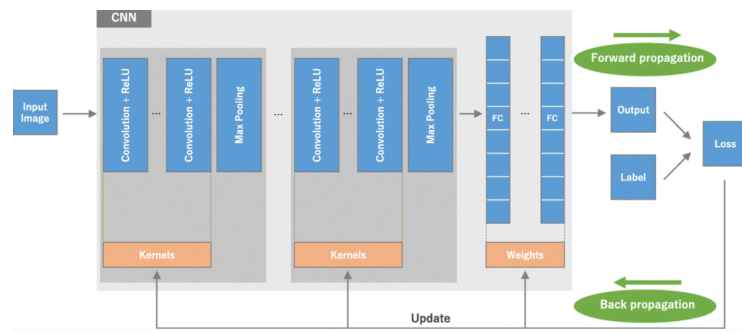 CNN
Forward propagation
Input
Image
Convolution + ReLU
...
Convolution + ReLU
Max Pooling
...
Convolution + ReLU
...
Convolution + ReLU
Max Pooling
FC
...
FC
Output
Label
Loss
Kernels
Kernels
Weights
Back propagation
Update